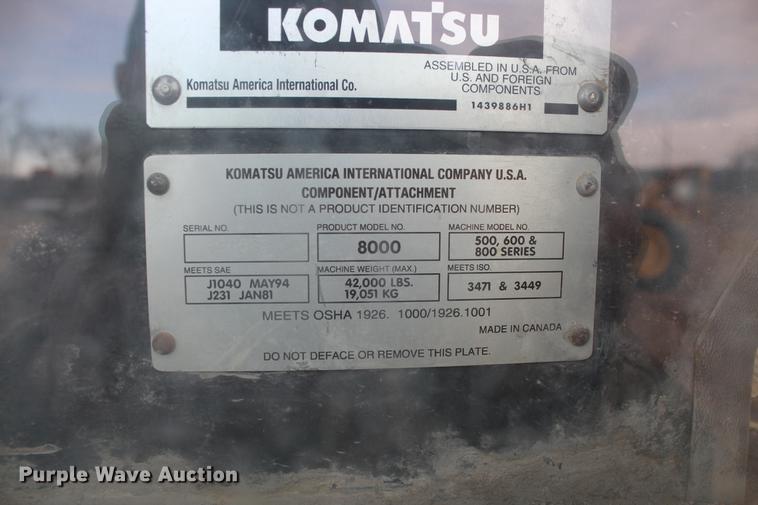 KOMATSU
ASSEMBLED IN U.S.A. FROM
U.S. AND FOREIGN
COMPONENTS
Komatsu America International Co.
1439886H1
KOMATSU AMERICA INTERNATIONAL COMPANY U.S.A.
COMPONENT/ATTACHMENT
(THIS IS NOT A PRODUCT IDENTIFICATION NUMBER)
SERIAL NO. PRODUCT MODEL NO. MACHINE MODEL NO.
8000
500, 600 &
800 SERIES
MEETS SAE MACHINE WEIGHT (MAX.) MEETS ISO.
J1040 MAY94 42,000 LBS. 3471 & 3449
J231 JAN81 19,051 KG
MEETS OSHA 1926. 1000/1926.1001
MADE IN CANADA
DO NOT DEFACE OR REMOVE THIS PLATE.
Purple Wave Auction